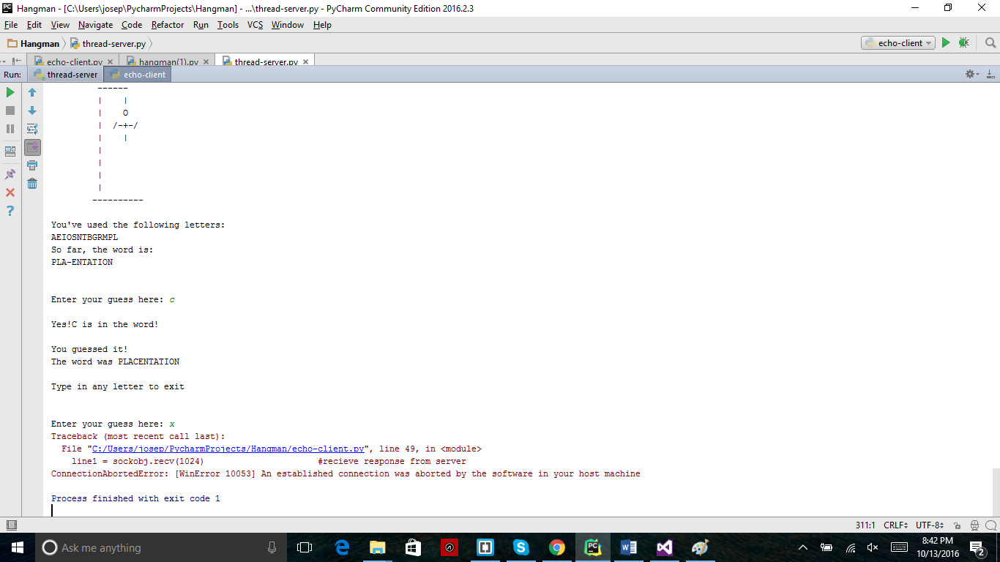 Hangman - [C:\Users\josep\PycharmProjects\Hangman] - ...\thread-server.py - PyCharm Community Edition 2016.2.3
File Edit View Navigate Code Refactor Run Tools VCS Window Help
Hangman thread-server.py echo-client
echo-client.py hangman(1).py thread-server.py
Run: thread-server echo-client
------
| |
| O
| /-+-/
| |
|
|
|
|
----------
You've used the following letters:
AEIOSNTBGRMPL
So far, the word is:
PLA-ENTATION
Enter your guess here: c
Yes!C is in the word!
You guessed it!
The word was PLACENTATION
Type in any letter to exit
Enter your guess here: x
Traceback (most recent call last):
File "C:/Users/josep/PycharmProjects/Hangman/echo-client.py", line 49, in <module>
line1 = sockobj.recv(1024) #recieve response from server
ConnectionAbortedError: [WinError 10053] An established connection was aborted by the software in your host machine
Process finished with exit code 1
311:1 CRLF UTF-8
Ask me anything
8:42 PM
10/13/2016
2